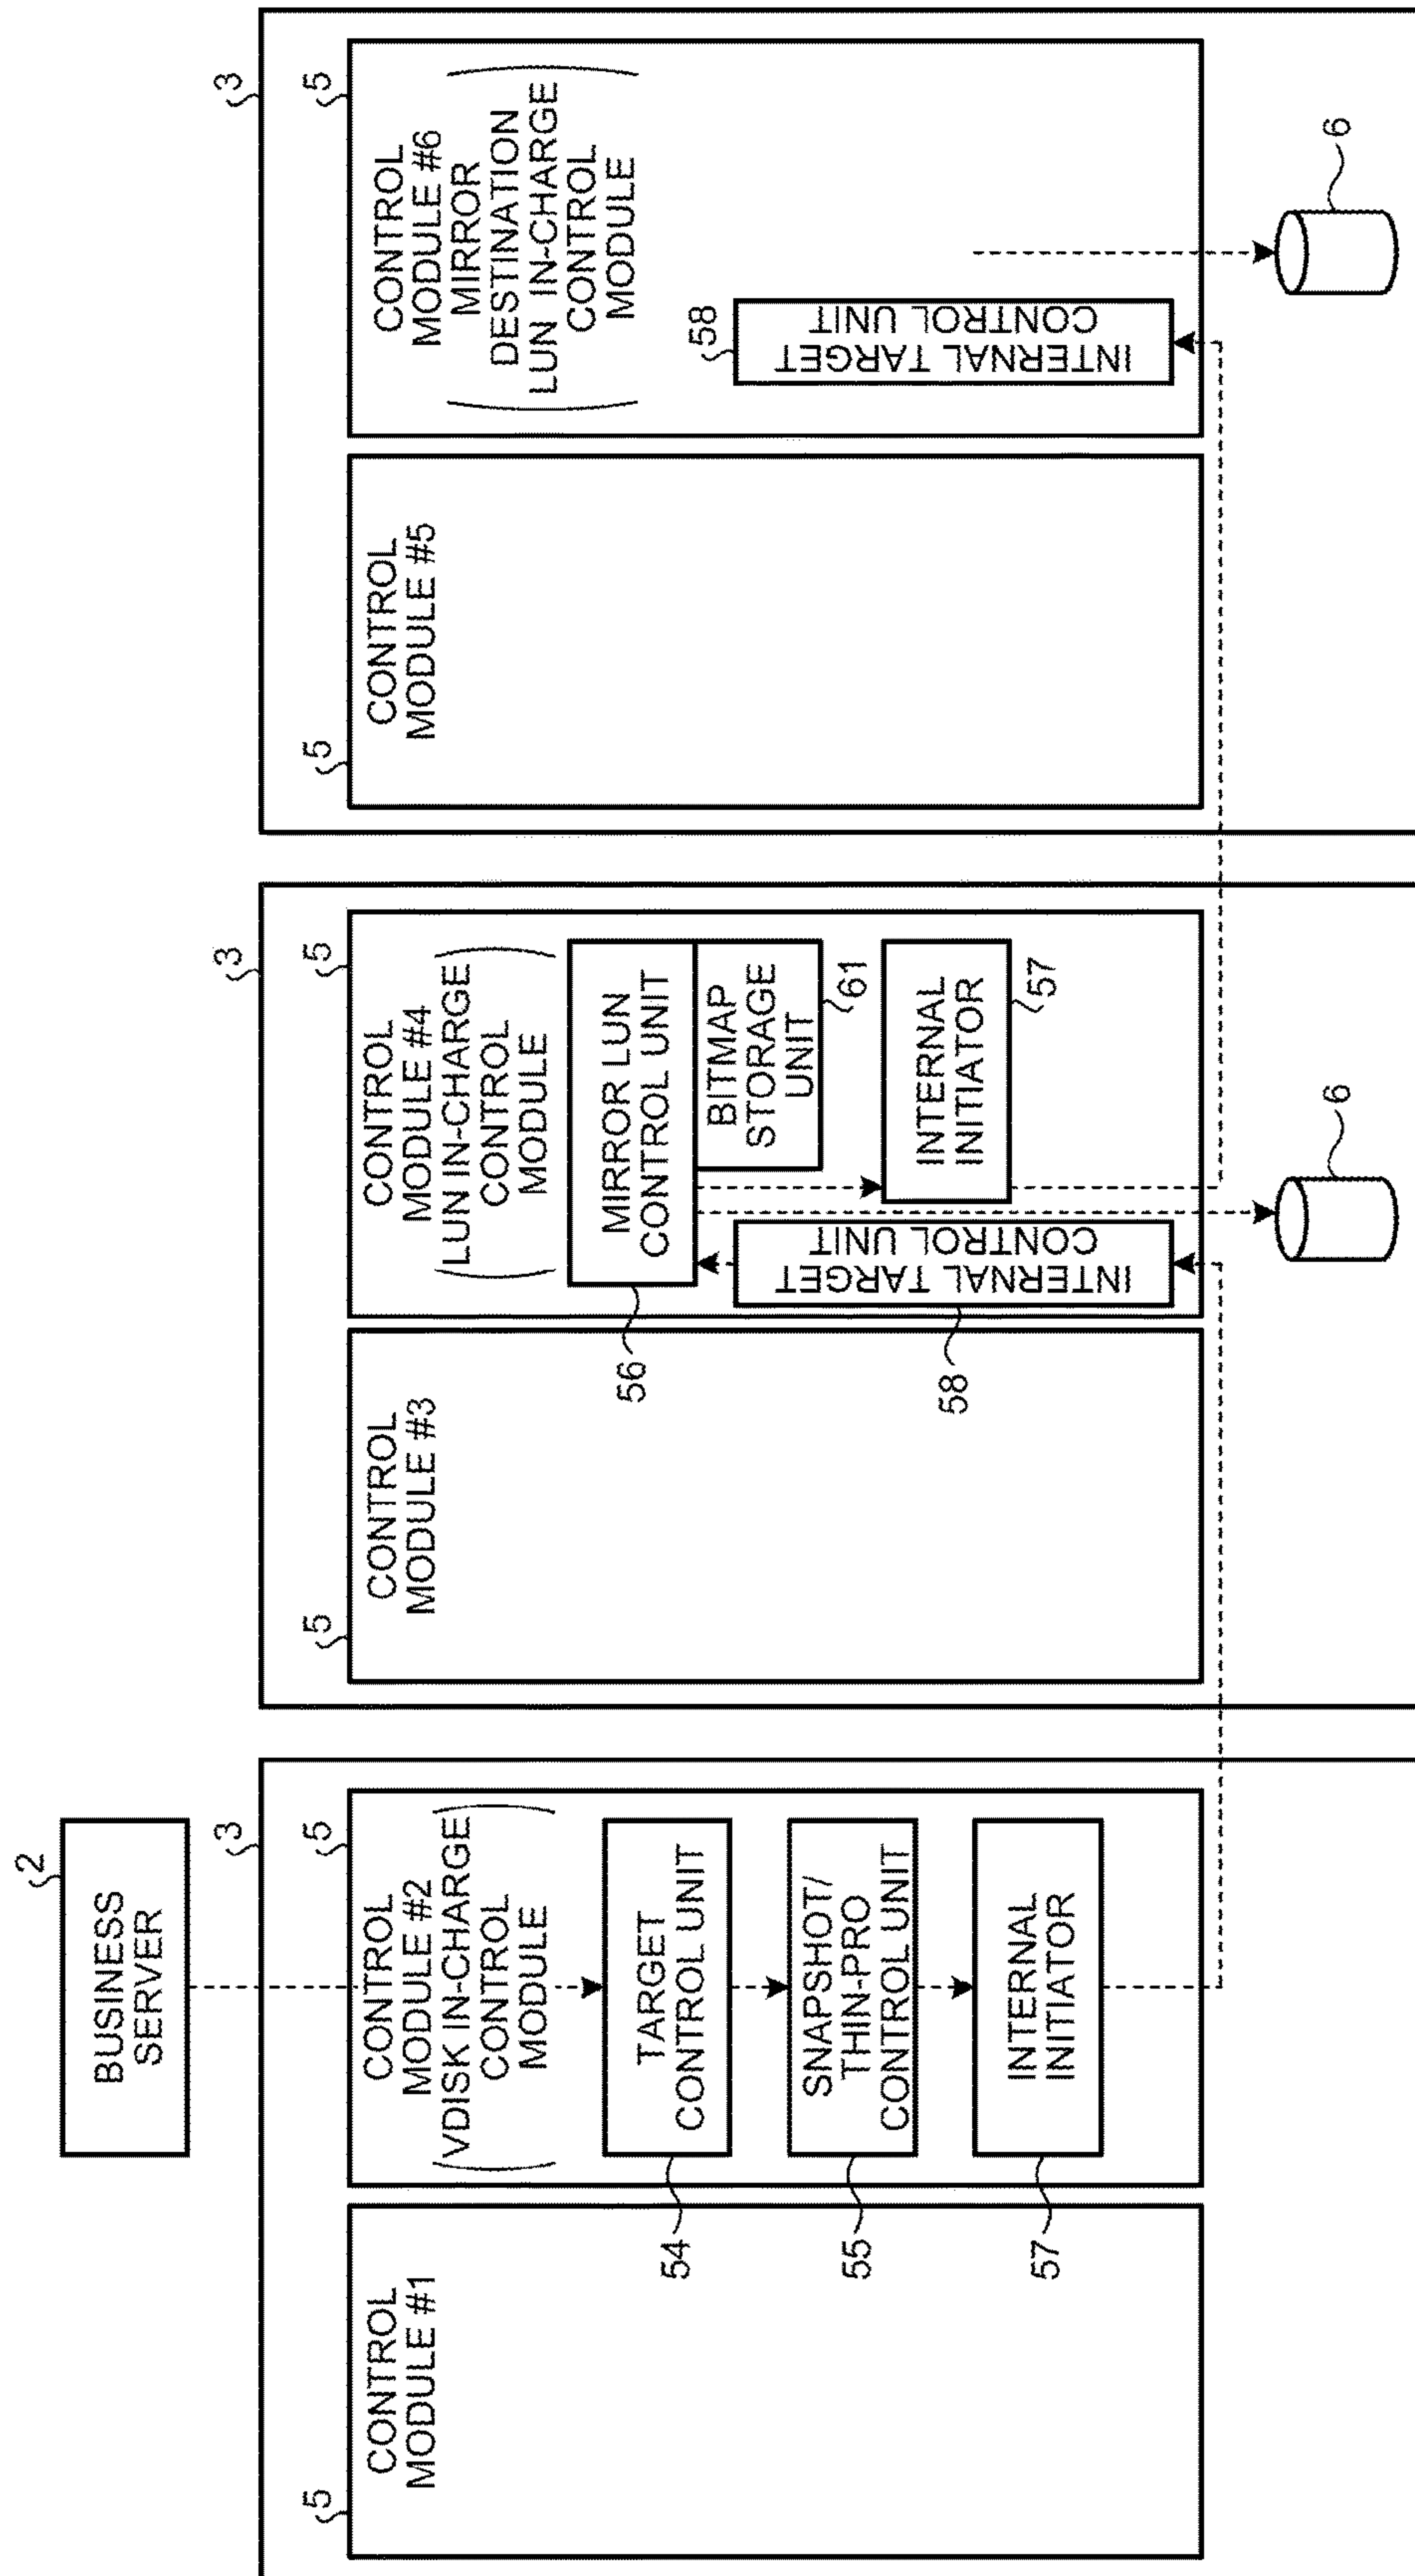 2
BUSINESS
SERVER
3
5
CONTROL
MODULE #1
5
CONTROL
MODULE #2
VDISK IN-CHARGE
CONTROL
MODULE
TARGET
CONTROL UNIT
54
SNAPSHOT/
THIN-PRO
CONTROL UNIT
55
INTERNAL
INITIATOR
57
3
5
CONTROL
MODULE #3
5
CONTROL
MODULE #4
LUN IN-CHARGE
CONTROL
MODULE
MIRROR LUN
CONTROL UNIT
56
BITMAP
STORAGE
UNIT
61
INTERNAL TARGET
CONTROL UNIT
58
INTERNAL
INITIATOR
57
6
3
5
CONTROL
MODULE #5
5
CONTROL
MODULE #6
MIRROR
DESTINATION
LUN IN-CHARGE
CONTROL
MODULE
58
INTERNAL TARGET
CONTROL UNIT
6